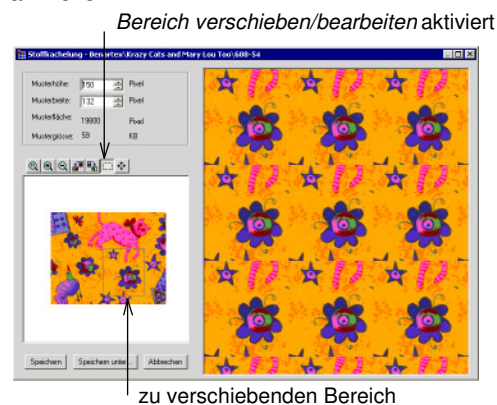 Bereich verschieben/bearbeiten aktiviert
Stoffkachelung - Benartex\Krazy Cats and Mary Lou Too\688-54
Musterhöhe: 150 Pixel
Musterbreite: 132 Pixel
Musterfläche: 19800 Pixel
Mustergrösse: 59 KB
Speichern Speichern unter... Abbrechen
zu verschiebenden Bereich